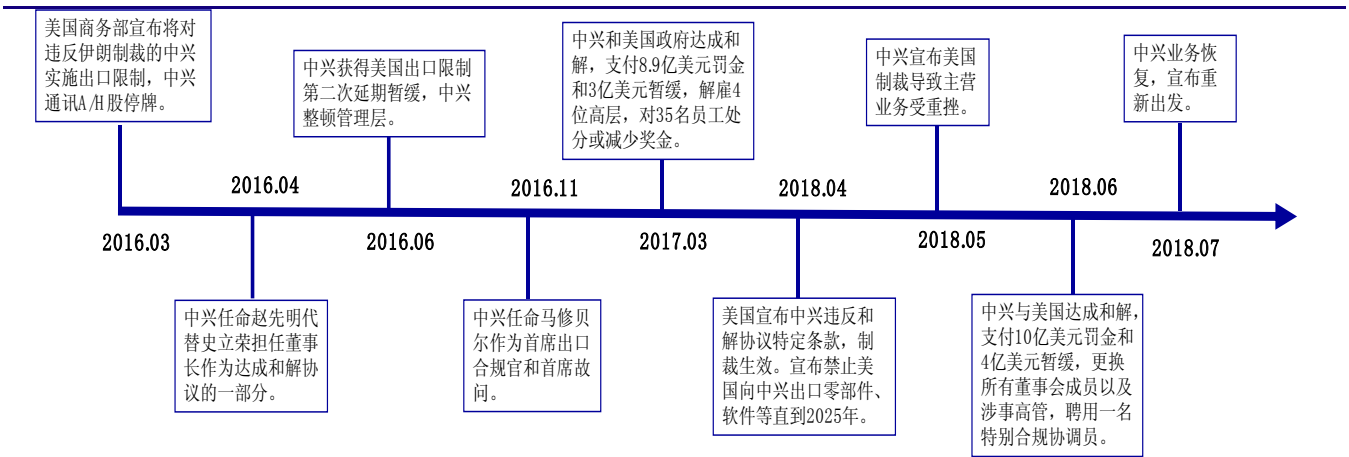 美国商务部宣布将对
违反伊朗制裁的中兴
实施出口限制，中兴
通讯A/H股停牌。
中兴获得美国出口限制
第二次延期暂缓，中兴
整顿管理层。
中兴和美国政府达成和
解，支付8.9亿美元罚金
和3亿美元暂缓，解雇4
位高层，对35名员工处
分或减少奖金。
中兴宣布美国
制裁导致主营
业务受重挫。
中兴业务恢
复，宣布重
新出发。
2016.04
2016.11
2018.04
2018.06
2016.03
2016.06
2017.03
2018.05
2018.07
中兴任命赵先明代
替史立荣担任董事
长作为达成和解协
议的一部分。
中兴任命马修贝
尔作为首席出口
合规官和首席故
问。
美国宣布中兴违反和
解协议特定条款，制
裁生效。宣布禁止美
国向中兴出口零部件、
软件等直到2025年。
中兴与美国达成和解，
支付10亿美元罚金和
4亿美元暂缓，更换
所有董事会成员以及
涉事高管，聘用一名
特别合规协调员。